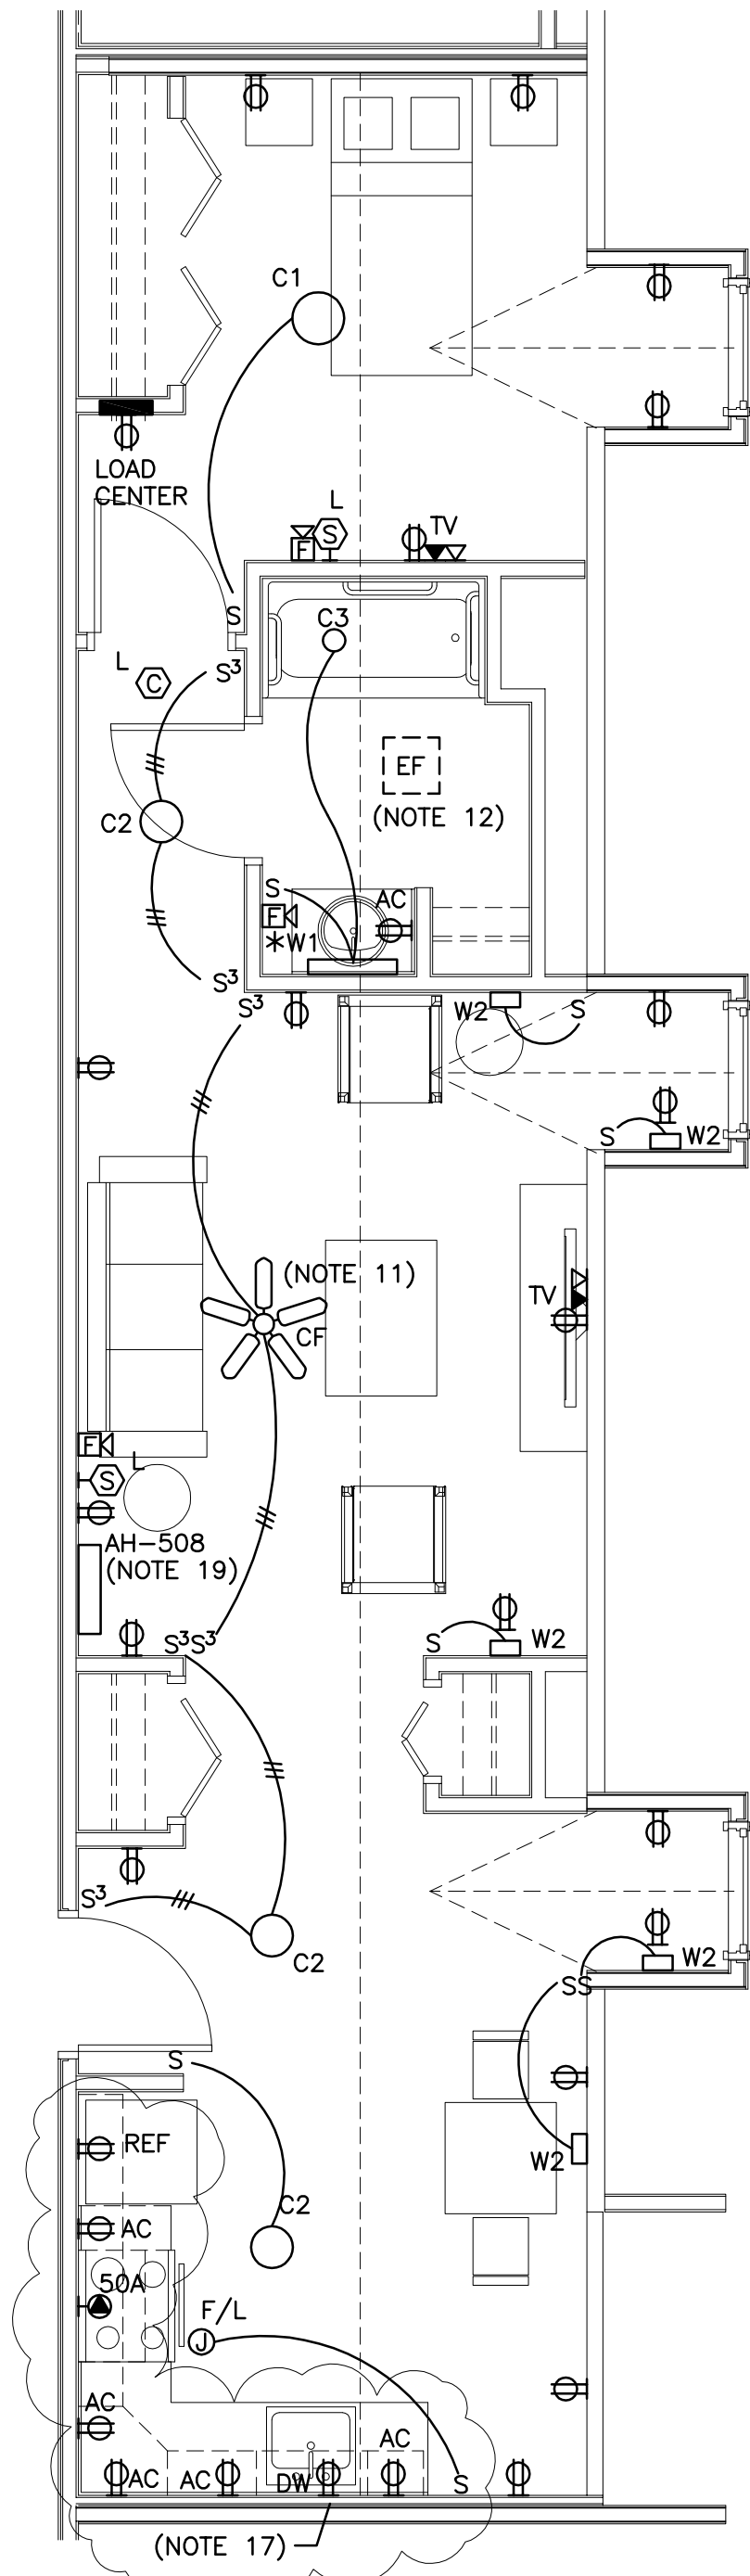 C1
LOAD
CENTER
L
F
S
TV
S
C3
S3
L
C
EF
(NOTE 12)
C2
S
AC
F
*W1
S3
S3
W2
S
S
W2
(NOTE 11)
CF
TV
F
L
S
AH-508
(NOTE 19)
S3S3
S
W2
S3
C2
W2
SS
S
REF
W2
C2
AC
50A
F/L
J
AC
AC
AC
AC
DW
S
(NOTE 17)